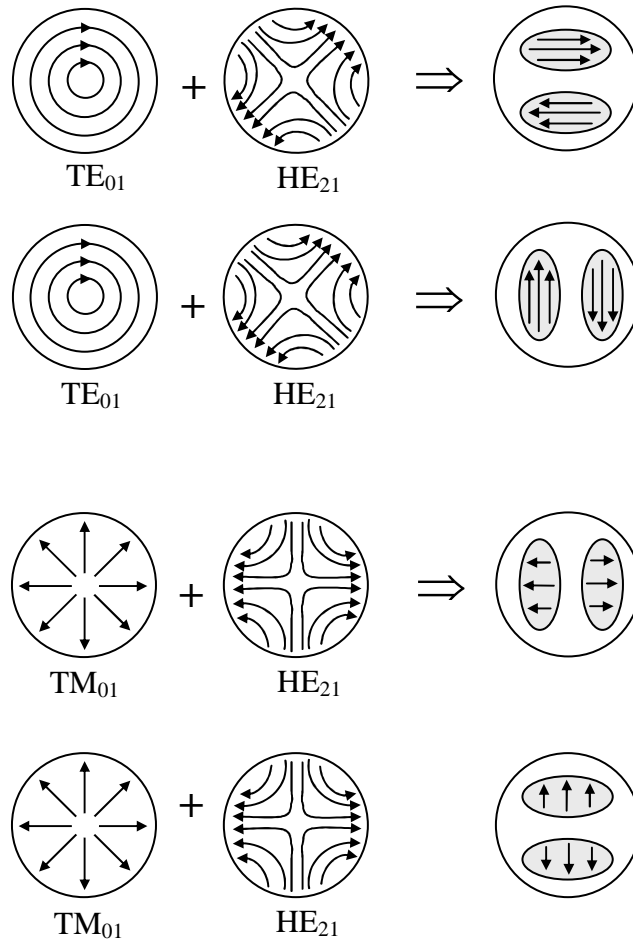 + ⇒
TE₀₁ HE₂₁
+ ⇒
TE₀₁ HE₂₁
+ ⇒
TM₀₁ HE₂₁
+
TM₀₁ HE₂₁